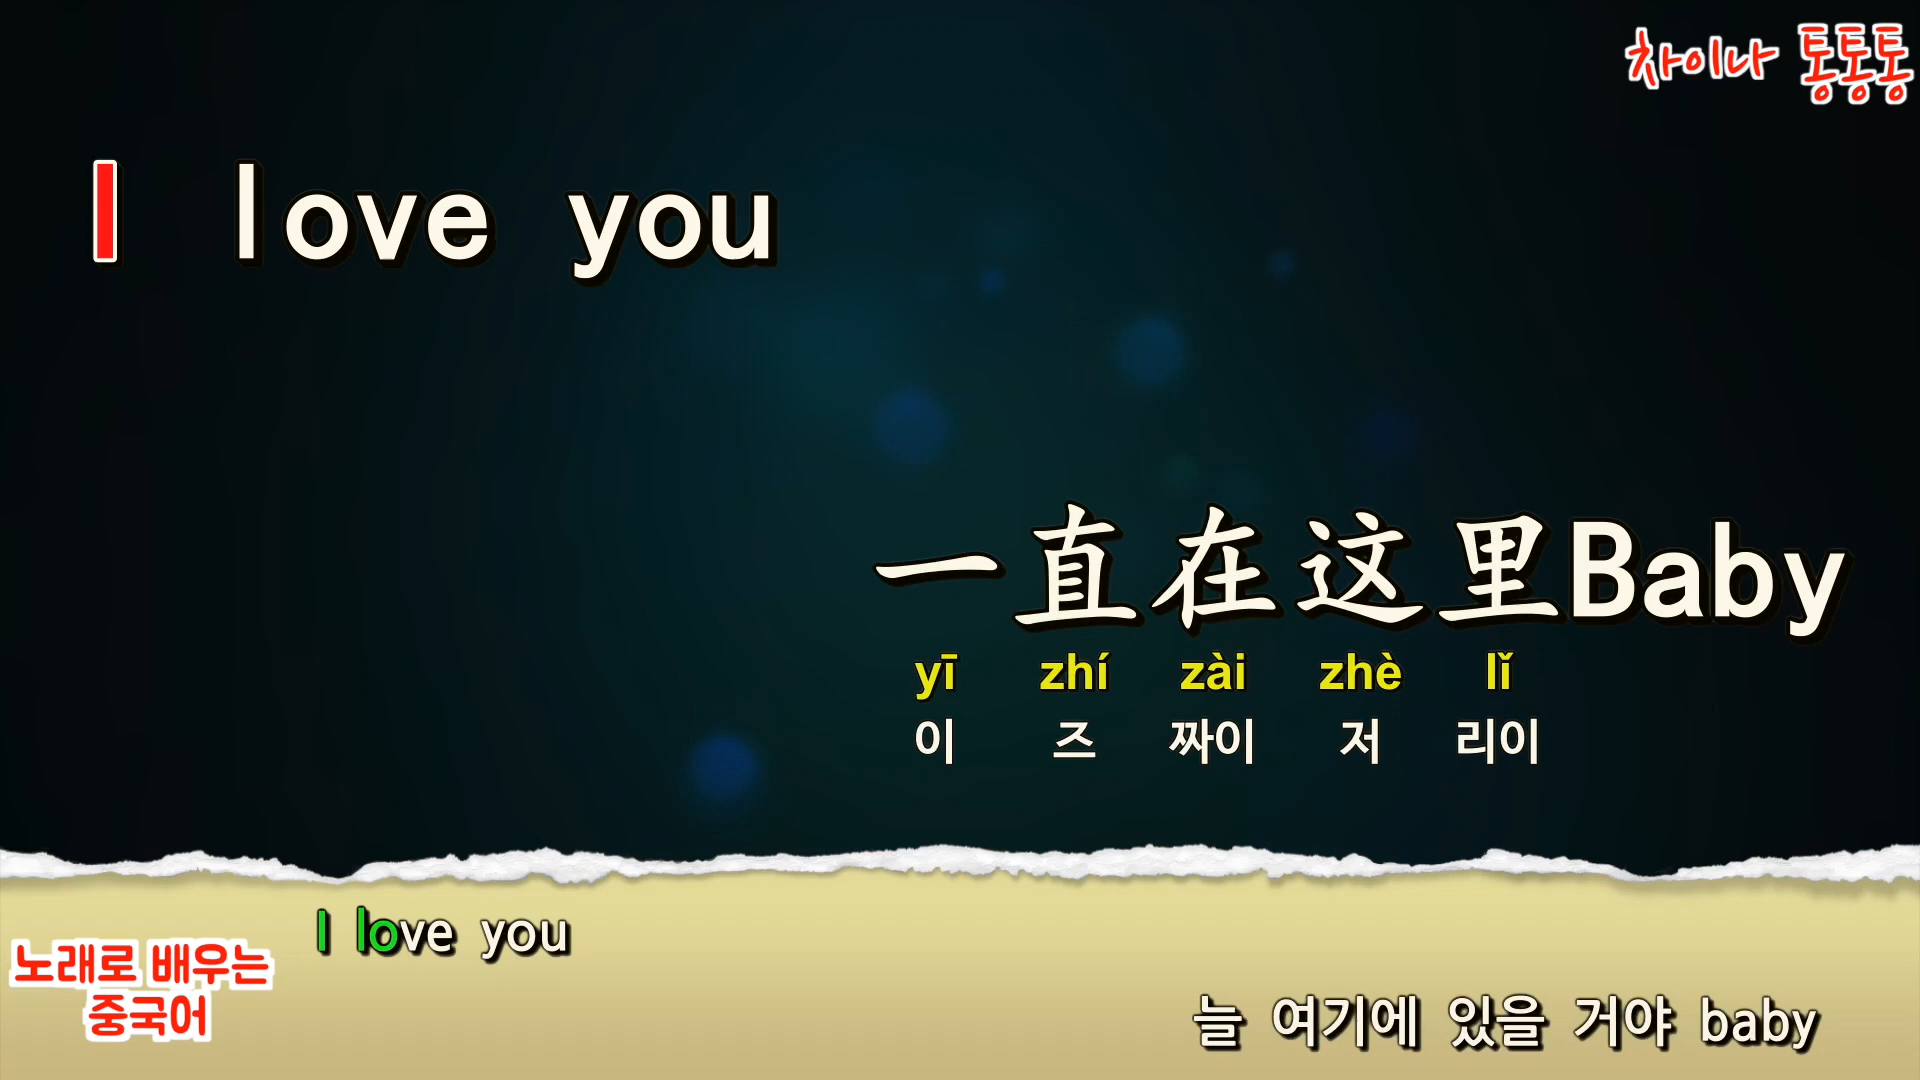 차이나 통통통
I love you
一直在这里Baby
yī zhí zài zhè lǐ
이 즈 짜이 저 리이
I love you
노래로 배우는
중국어
늘 여기에 있을 거야 baby